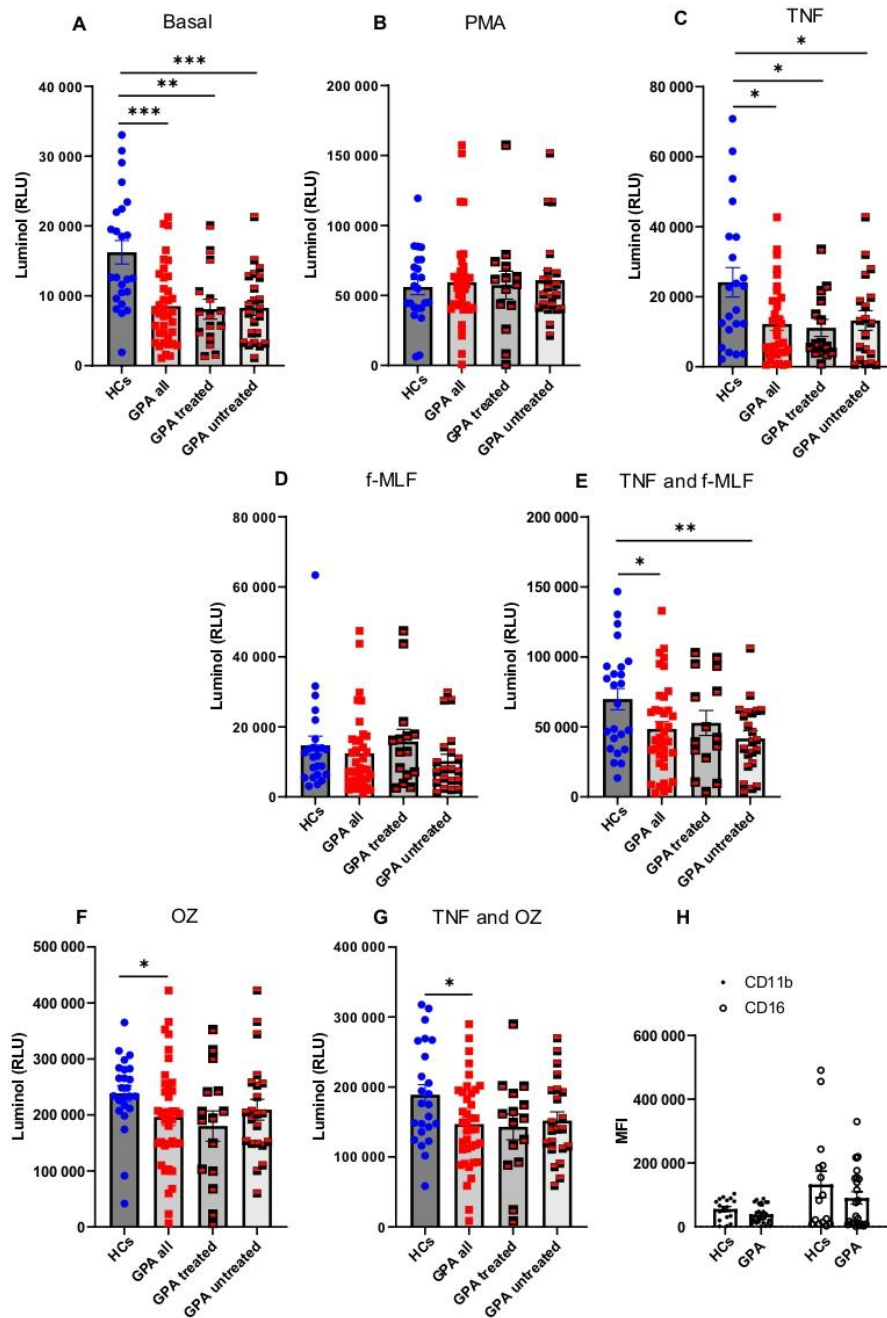 A Basal
***
**
***
Luminol (RLU)
40 000
30 000
20 000
10 000
0
HCs
GPA all
GPA treated
GPA untreated
B PMA
Luminol (RLU)
200 000
150 000
100 000
50 000
0
HCs
GPA all
GPA treated
GPA untreated
C TNF
*
*
*
Luminol (RLU)
80 000
60 000
40 000
20 000
0
HCs
GPA all
GPA treated
GPA untreated
D f-MLF
Luminol (RLU)
80 000
60 000
40 000
20 000
0
HCs
GPA all
GPA treated
GPA untreated
E TNF and f-MLF
**
*
Luminol (RLU)
200 000
150 000
100 000
50 000
0
HCs
GPA all
GPA treated
GPA untreated
F OZ
*
Luminol (RLU)
500 000
400 000
300 000
200 000
100 000
0
HCs
GPA all
GPA treated
GPA untreated
G TNF and OZ
*
Luminol (RLU)
400 000
300 000
200 000
100 000
0
HCs
GPA all
GPA treated
GPA untreated
H
CD11b
CD16
MFI
600 000
400 000
200 000
0
HCs
GPA
HCs
GPA